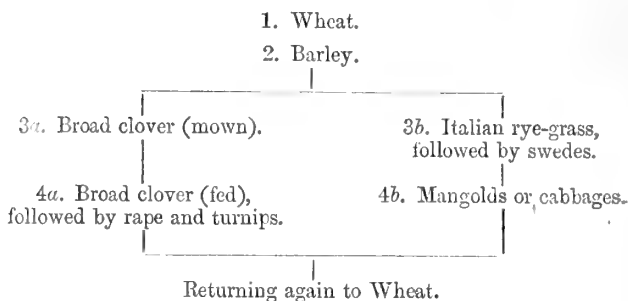 1. Wheat.
2. Barley.
3a. Broad clover (mown).
3b. Italian rye-grass,
followed by swedes.
4a. Broad clover (fed),
followed by rape and turnips.
4b. Mangolds or cabbages.
Returning again to Wheat.